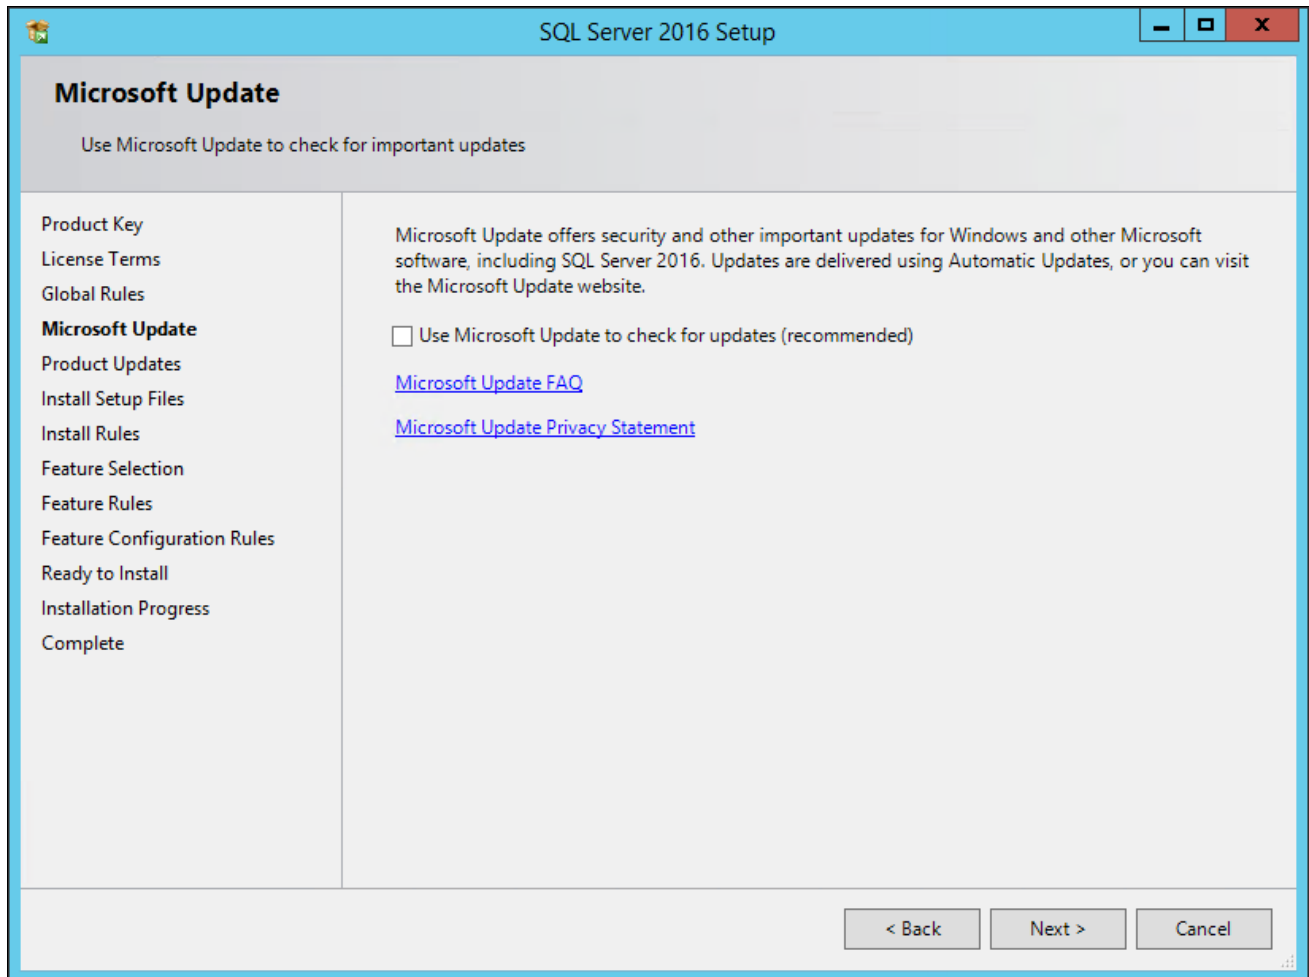 SQL Server 2016 Setup
Microsoft Update
Use Microsoft Update to check for important updates
Product Key
License Terms
Global Rules
Microsoft Update
Product Updates
Install Setup Files
Install Rules
Feature Selection
Feature Rules
Feature Configuration Rules
Ready to Install
Installation Progress
Complete
Microsoft Update offers security and other important updates for Windows and other Microsoft
software, including SQL Server 2016. Updates are delivered using Automatic Updates, or you can visit
the Microsoft Update website.
Use Microsoft Update to check for updates (recommended)
Microsoft Update FAQ
Microsoft Update Privacy Statement
< Back
Next >
Cancel